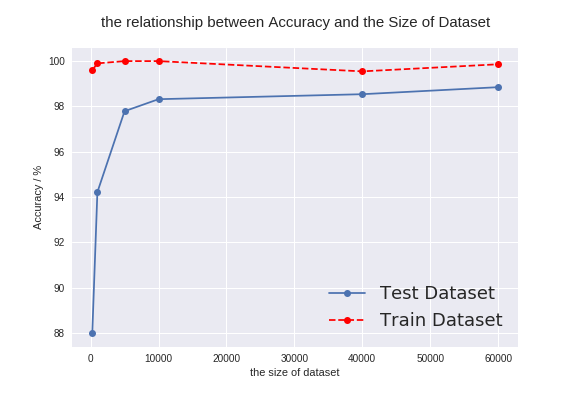 the relationship between Accuracy and the Size of Dataset
100
98
96
94
92
90
88
Accuracy / %
Test Dataset
Train Dataset
0 10000 20000 30000 40000 50000 60000
the size of dataset